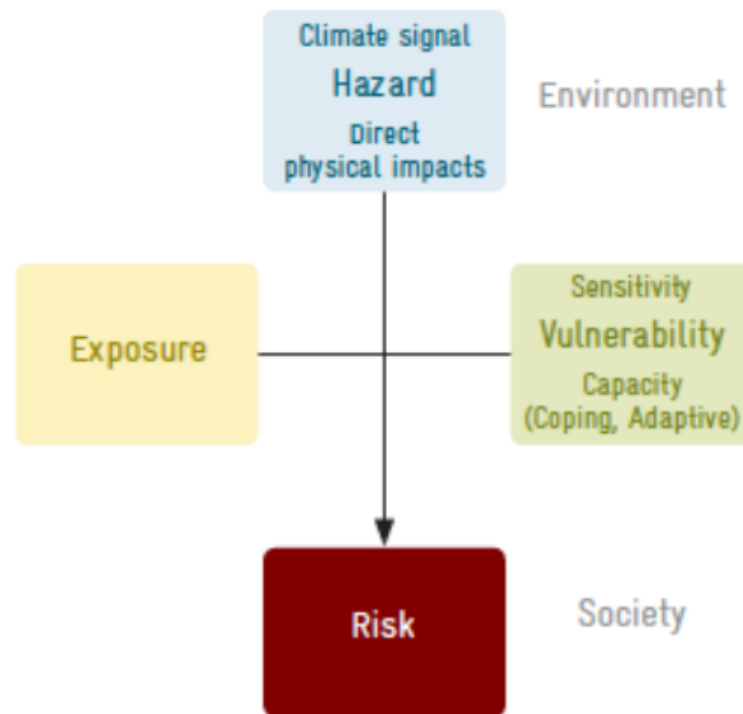 Climate signal
Hazard
Direct
physical impacts
Environment
Exposure
Sensitivity
Vulnerability
Capacity
(Coping, Adaptive)
Risk
Society